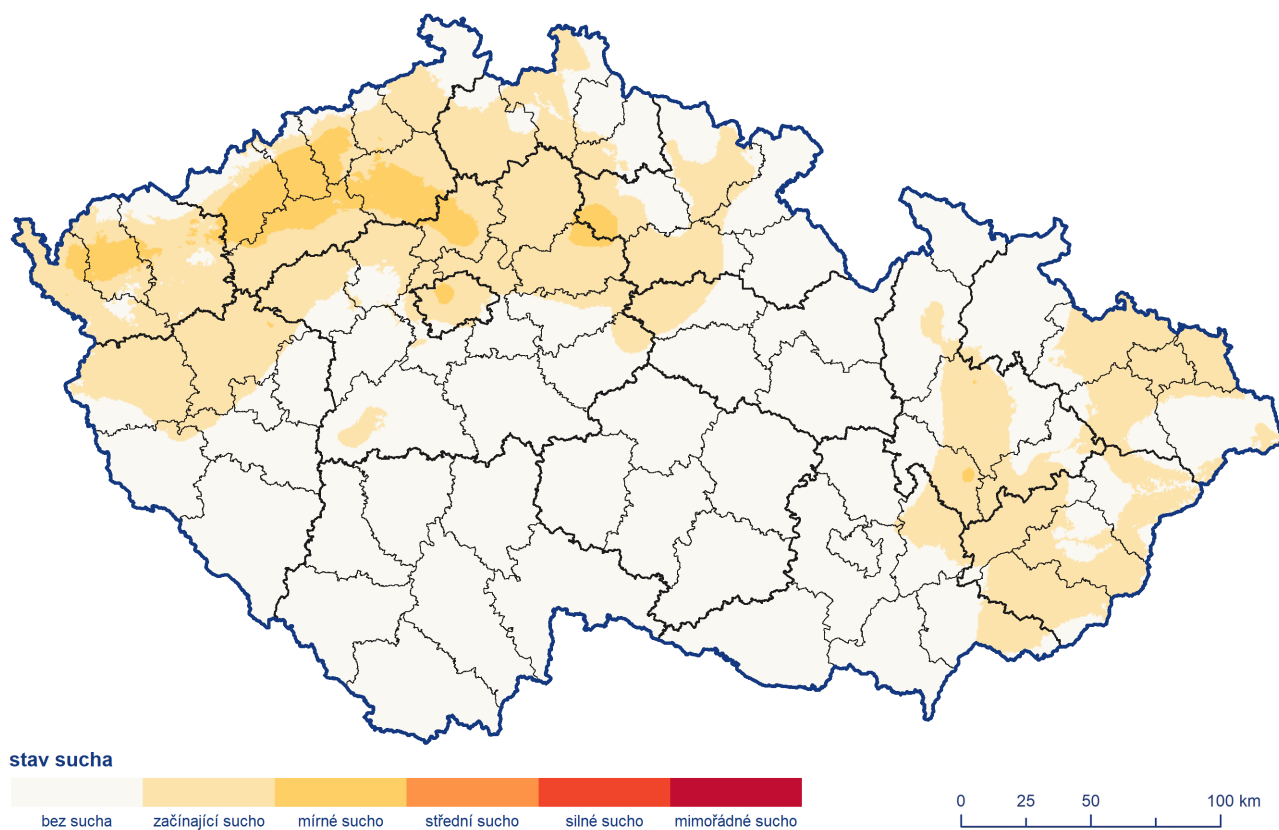 stav sucha
bez sucha začínající sucho mírné sucho střední sucho silné sucho mimořádné sucho
0 25 50 100 km